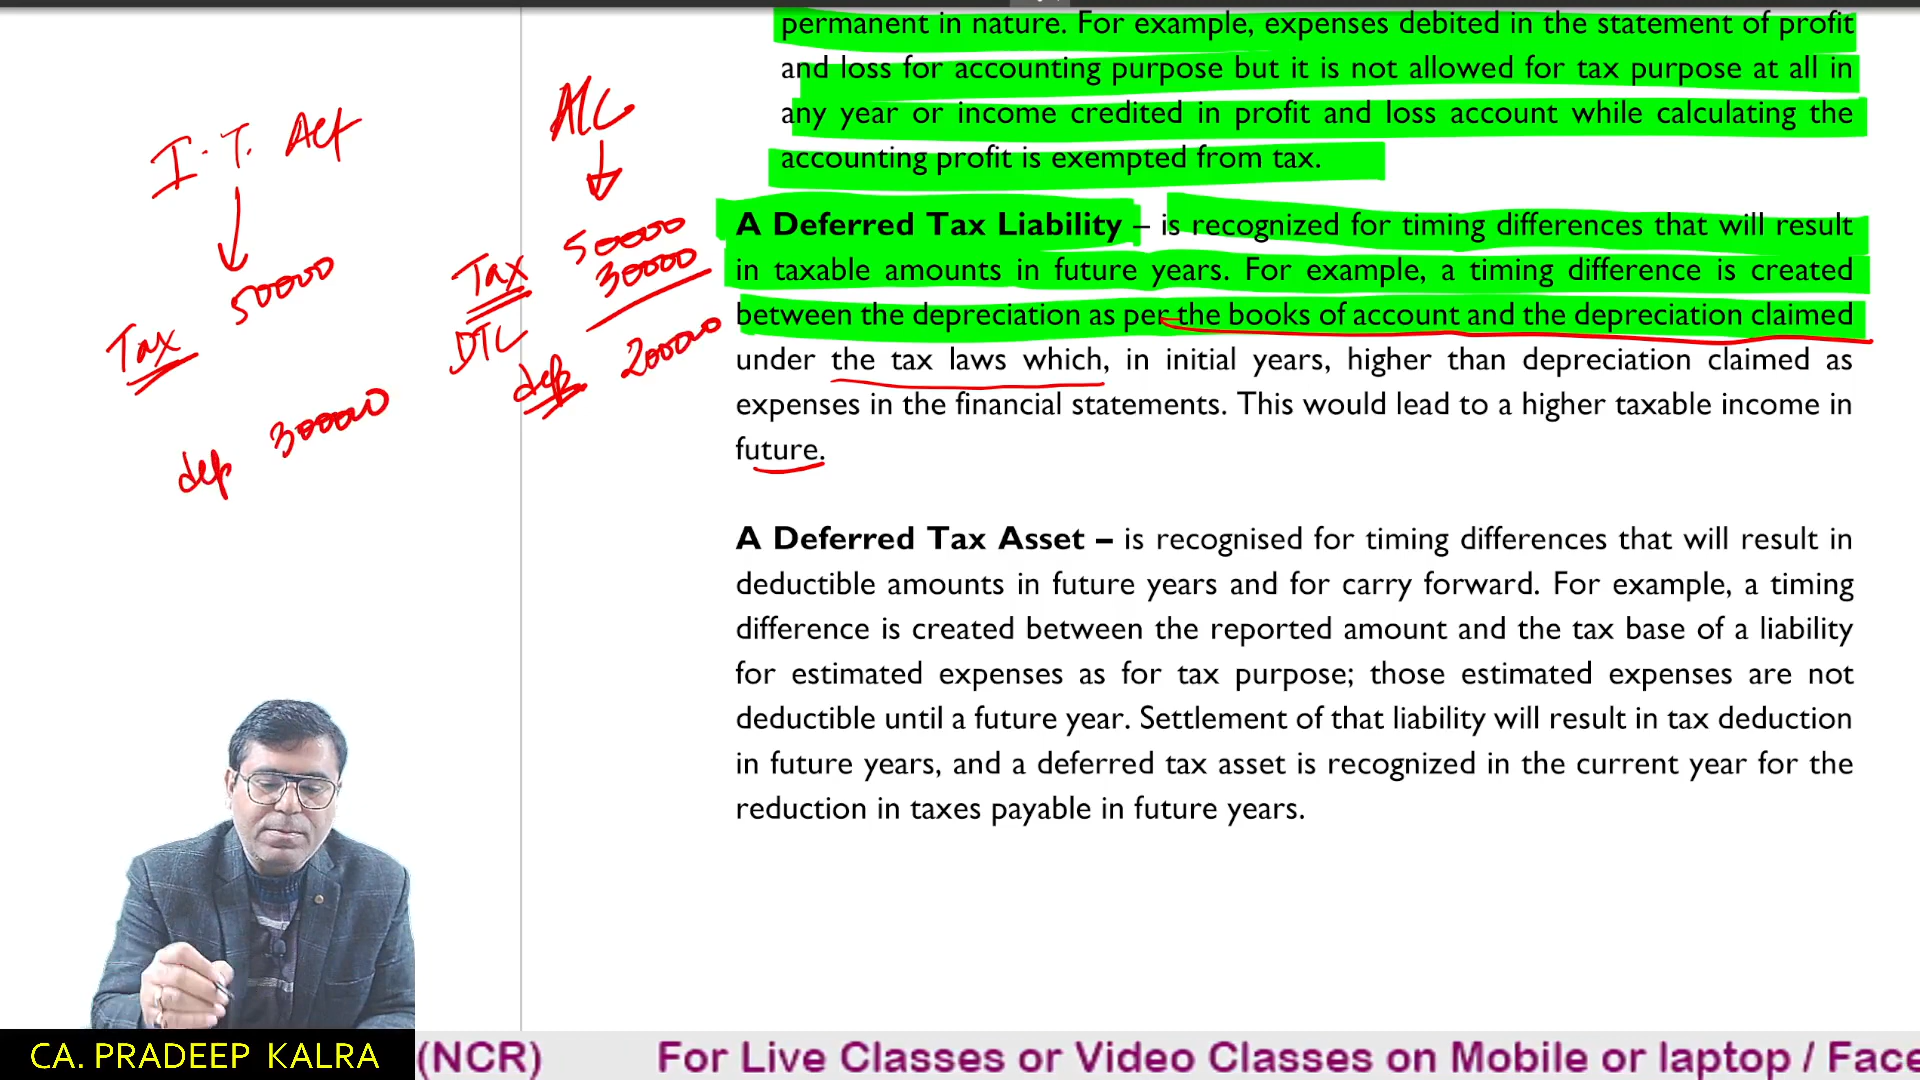 permanent in nature. For example, expenses debited in the statement of profit
and loss for accounting purpose but it is not allowed for tax purpose at all in
any year or income credited in profit and loss account while calculating the
accounting profit is exempted from tax.
A Deferred Tax Liability – is recognized for timing differences that will result
in taxable amounts in future years. For example, a timing difference is created
between the depreciation as per the books of account and the depreciation claimed
under the tax laws which, in initial years, higher than depreciation claimed as
expenses in the financial statements. This would lead to a higher taxable income in
future.
A Deferred Tax Asset – is recognised for timing differences that will result in
deductible amounts in future years and for carry forward. For example, a timing
difference is created between the reported amount and the tax base of a liability
for estimated expenses as for tax purpose; those estimated expenses are not
deductible until a future year. Settlement of that liability will result in tax deduction
in future years, and a deferred tax asset is recognized in the current year for the
reduction in taxes payable in future years.
I.T. Act
50000
Tax
dep 30000
A/C
50000
Tax 30000
DTL
dep 20000
CA. PRADEEP KALRA (NCR) For Live Classes or Video Classes on Mobile or laptop / Face